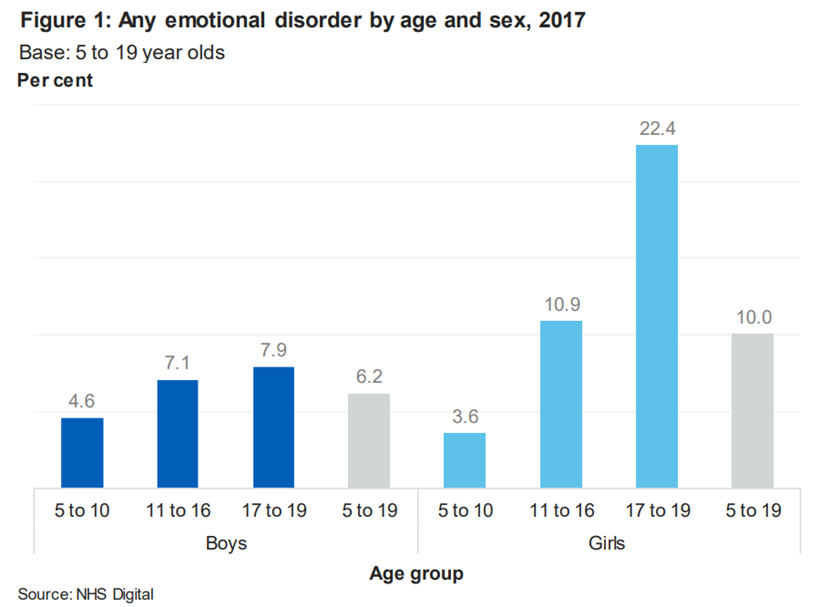 Figure 1: Any emotional disorder by age and sex, 2017
Base: 5 to 19 year olds
Per cent
22.4
10.9
10.0
7.9
7.1
6.2
4.6
3.6
5 to 10 11 to 16 17 to 19 5 to 19 5 to 10 11 to 16 17 to 19 5 to 19
Boys Girls
Age group
Source: NHS Digital